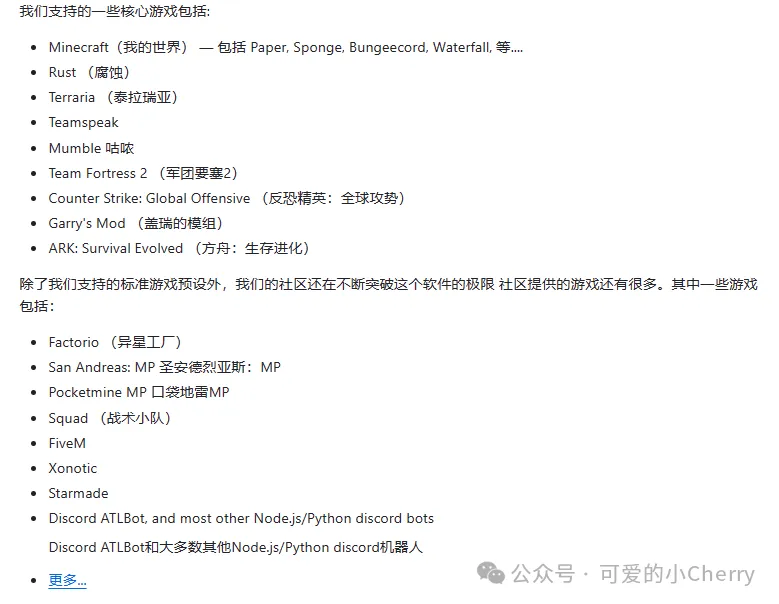 我们支持的一些核心游戏包括:
Minecraft（我的世界） — 包括 Paper, Sponge, Bungeecord, Waterfall, 等....
Rust （腐蚀）
Terraria （泰拉瑞亚）
Teamspeak
Mumble 咕哝
Team Fortress 2 （军团要塞2）
Counter Strike: Global Offensive （反恐精英：全球攻势）
Garry's Mod （盖瑞的模组）
ARK: Survival Evolved （方舟：生存进化）
除了我们支持的标准游戏预设外，我们的社区还在不断突破这个软件的极限 社区提供的游戏还有很多。其中一些游戏
包括：
Factorio （异星工厂）
San Andreas: MP 圣安德烈亚斯：MP
Pocketmine MP 口袋地雷MP
Squad （战术小队）
FiveM
Xonotic
Starmade
Discord ATLBot, and most other Node.js/Python discord bots
Discord ATLBot和大多数其他Node.js/Python discord机器人
更多...
公众号 · 可爱的小Cherry